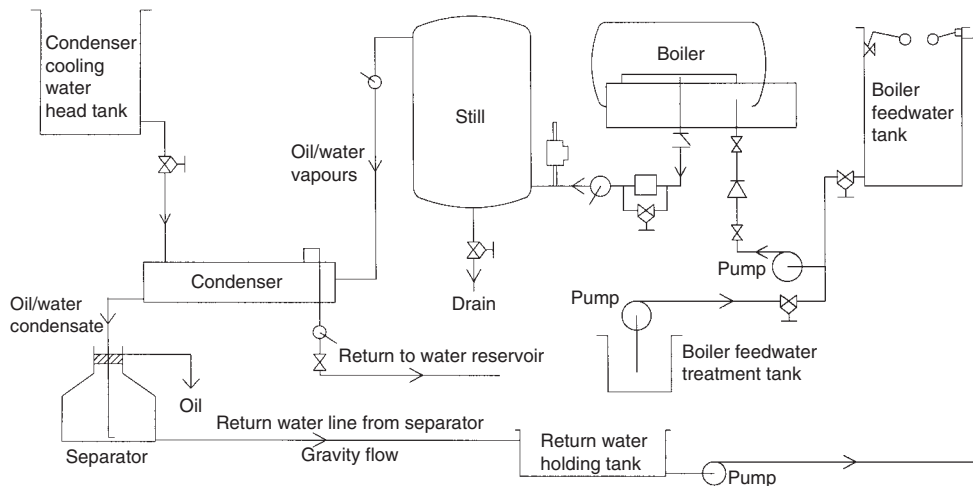 Condenser
cooling
water
head tank
Oil/water
vapours
Still
Boiler
Boiler
feedwater
tank
Condenser
Drain
Pump
Pump
Oil/water
condensate
Return to water reservoir
Boiler feedwater
treatment tank
Oil
Separator
Return water line from separator
Gravity flow
Return water
holding tank
Pump